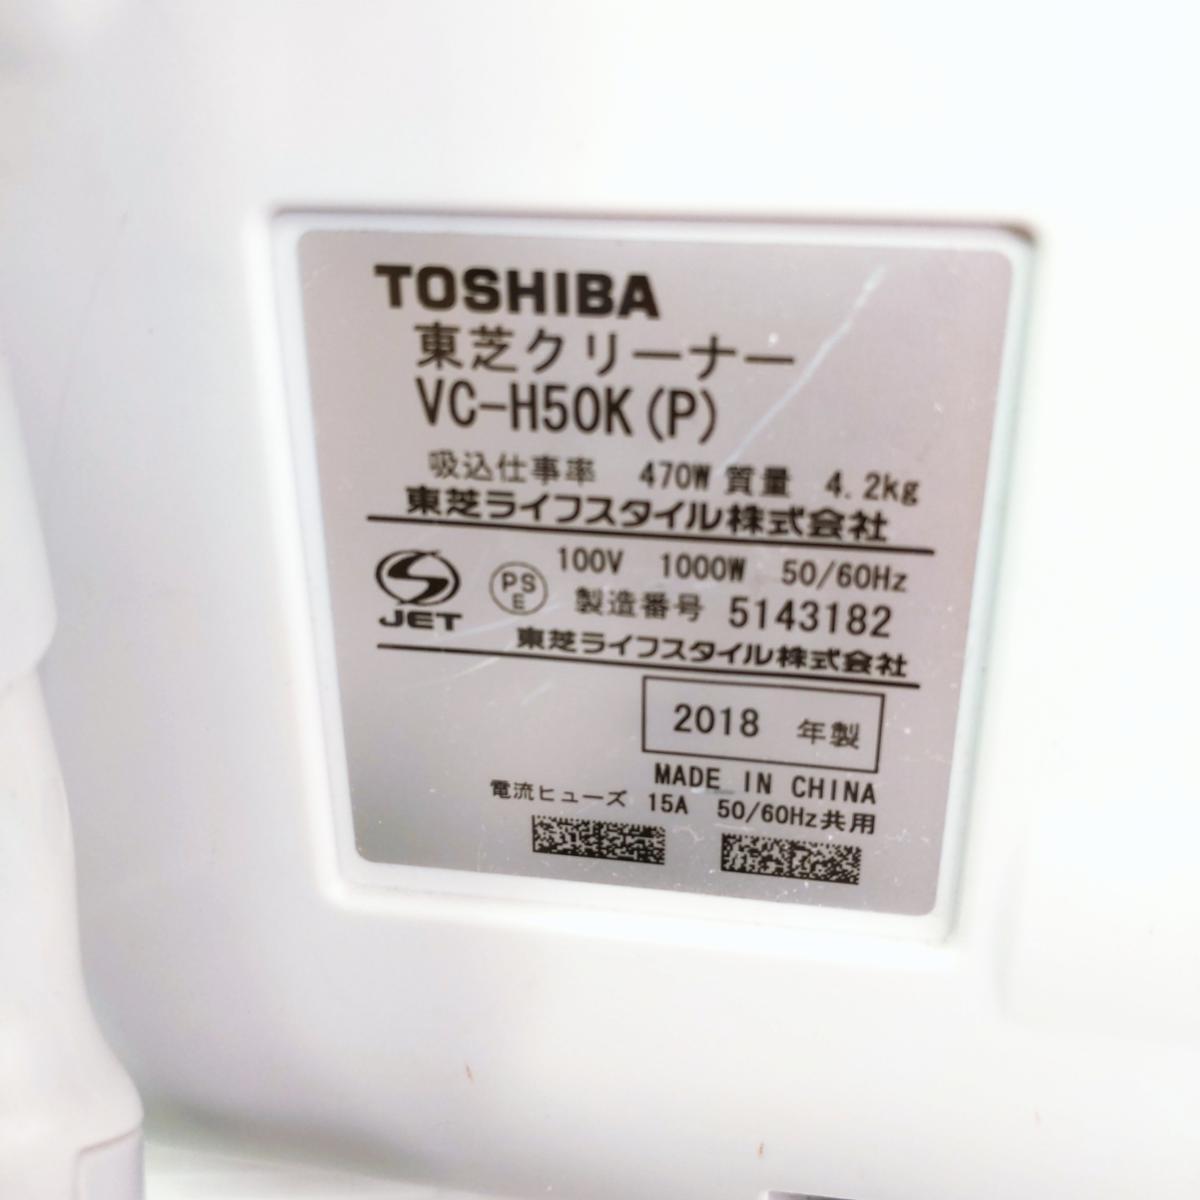 TOSHIBA
東芝クリーナー
VC-H50K(P)
吸込仕事率 470W 質量 4.2kg
東芝ライフスタイル株式会社
100V 1000W 50/60Hz
JET
PS
E
製造番号 5143182
東芝ライフスタイル株式会社
2018 年製
MADE IN CHINA
電流ヒューズ 15A 50/60Hz共用